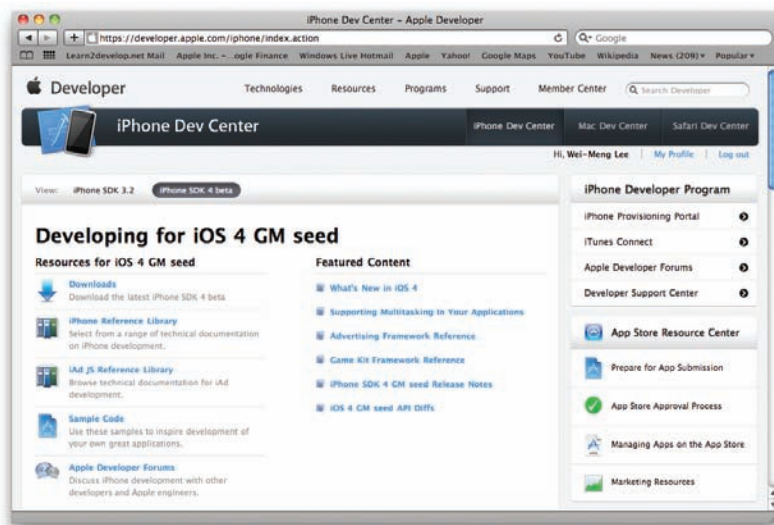 iPhone Dev Center – Apple Developer
https://developer.apple.com/iphone/index.action
Google
Learn2develop.net Mail Apple Inc. – ...ogle Finance Windows Live Hotmail Apple Yahoo! Google Maps YouTube Wikipedia News (209) Popular
Developer Technologies Resources Programs Support Member Center Search Developer
iPhone Dev Center iPhone Dev Center Mac Dev Center Safari Dev Center
Hi, Wei-Meng Lee | My Profile | Log out
View: iPhone SDK 3.2 iPhone SDK 4 beta
Developing for iOS 4 GM seed
Resources for iOS 4 GM seed
Downloads
Download the latest iPhone SDK 4 beta
iPhone Reference Library
Select from a range of technical documentation
on iPhone development.
iAd JS Reference Library
Browse technical documentation for iAd
development.
Sample Code
Use these samples to inspire development of
your own great applications.
Apple Developer Forums
Discuss iPhone development with other
developers and Apple engineers.
Featured Content
What's New in iOS 4
Supporting Multitasking In Your Applications
Advertising Framework Reference
Game Kit Framework Reference
iPhone SDK 4 GM seed Release Notes
iOS 4 GM seed API Diffs
iPhone Developer Program
iPhone Provisioning Portal
iTunes Connect
Apple Developer Forums
Developer Support Center
App Store Resource Center
Prepare for App Submission
App Store Approval Process
Managing Apps on the App Store
Marketing Resources